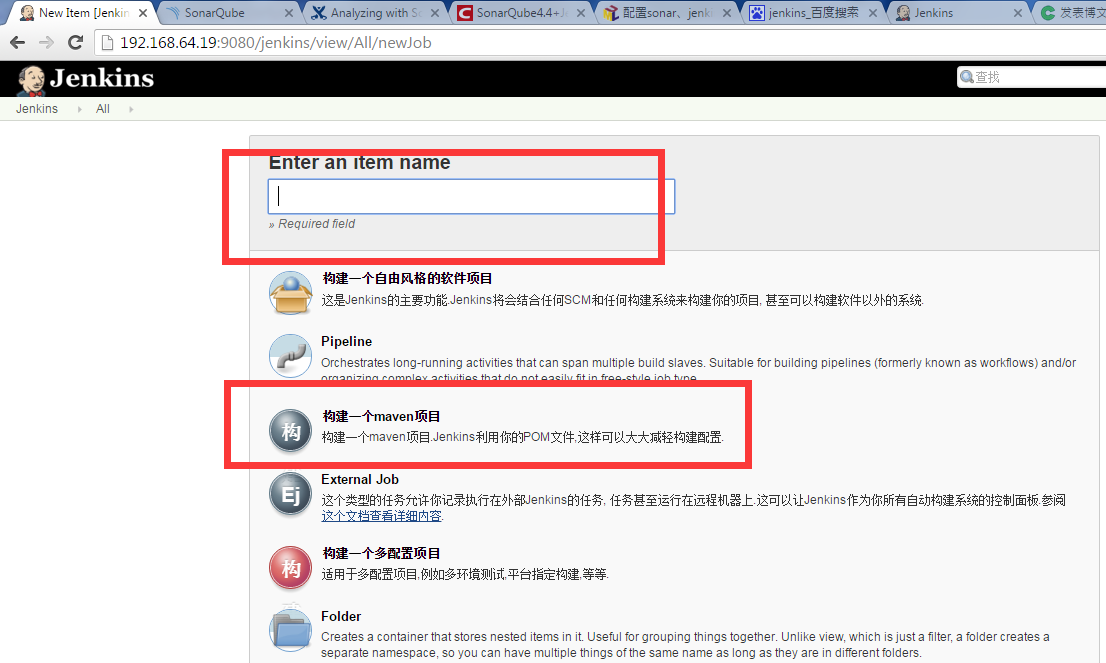 New Item [Jenkin
SonarQube
Analyzing with S
SonarQube4.4+J
配置sonar、jenk
jenkins_百度搜索
Jenkins
发表博文
192.168.64.19:9080/jenkins/view/All/newJob
Jenkins
查找
Jenkins
All
Enter an item name
» Required field
构建一个自由风格的软件项目
这是Jenkins的主要功能.Jenkins将会结合任何SCM和任何构建系统来构建你的项目, 甚至可以构建软件以外的系统.
Pipeline
Orchestrates long-running activities that can span multiple build slaves. Suitable for building pipelines (formerly known as workflows) and/or
organizing complex activities that do not easily fit in free-style job type.
构
构建一个maven项目
构建一个maven项目.Jenkins利用你的POM文件,这样可以大大减轻构建配置.
Ej
External Job
这个类型的任务允许你记录执行在外部Jenkins的任务, 任务甚至运行在远程机器上.这可以让Jenkins作为你所有自动构建系统的控制面板.参阅
这个文档查看详细内容.
构
构建一个多配置项目
适用于多配置项目,例如多环境测试,平台指定构建,等等.
Folder
Creates a container that stores nested items in it. Useful for grouping things together. Unlike view, which is just a filter, a folder creates a
separate namespace, so you can have multiple things of the same name as long as they are in different folders.